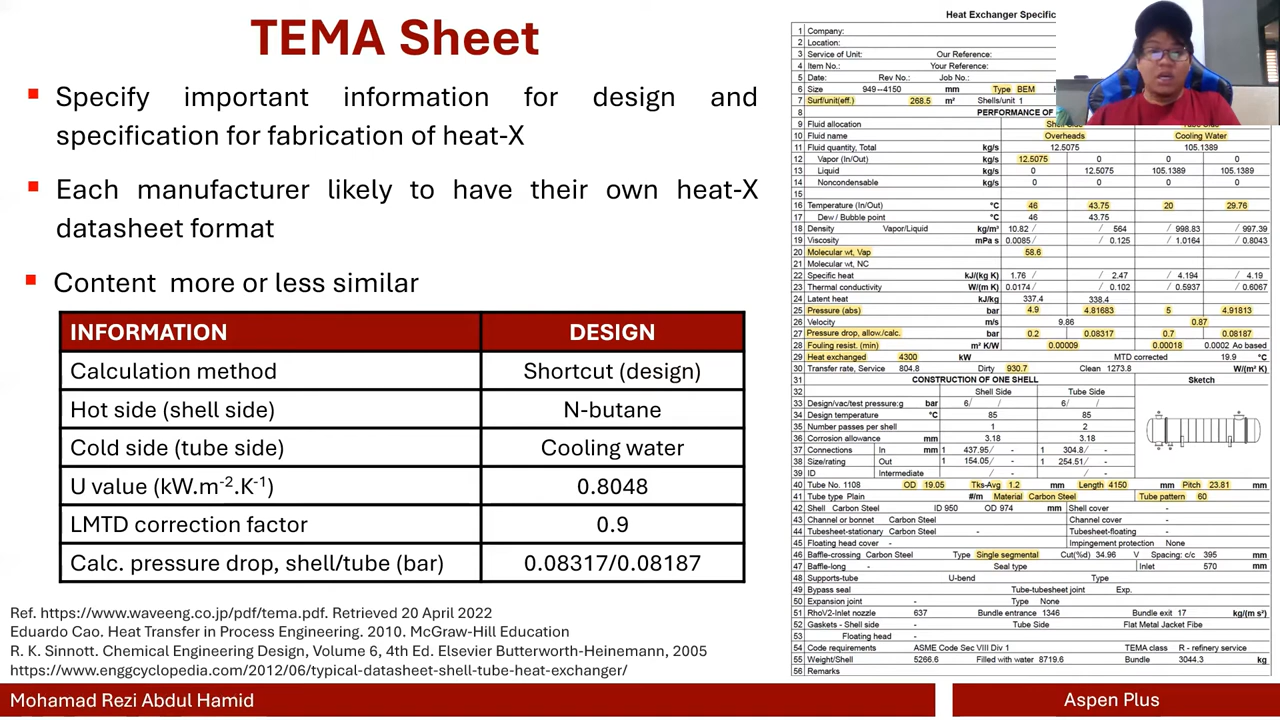 TEMA Sheet
Specify important information for design and
specification for fabrication of heat-X
Each manufacturer likely to have their own heat-X
datasheet format
Content more or less similar
INFORMATION DESIGN
Calculation method Shortcut (design)
Hot side (shell side) N-butane
Cold side (tube side) Cooling water
U value (kW.m-2.K-1) 0.8048
LMTD correction factor 0.9
Calc. pressure drop, shell/tube (bar) 0.08317/0.08187
Ref. https://www.waveng.co.jp/pdf/tema.pdf. Retrieved 20 April 2022
Eduardo Cao. Heat Transfer in Process Engineering. 2010. McGraw-Hill Education
R. K. Sinnott. Chemical Engineering Design, Volume 6, 4th Ed. Elsevier Butterworth-Heinemann, 2005
https://www.enggcyclopedia.com/2012/06/typical-datasheet-shell-tube-heat-exchanger/
Heat Exchanger Specific
1 Company:
2 Location:
3 Service of Unit: Our Reference:
4 Item No.: Your Reference:
5 Date: Rev No.: Job No.:
6 Size 949--4150 mm Type BEM
7 Surf/unit(eff.) 268.5 m² Shells/unit 1
8 PERFORMANCE OF
9 Fluid allocation
10 Fluid name Overheads Cooling Water
11 Fluid quantity, Total kg/s 12.5075 105.1389
12 Vapor (In/Out) kg/s 12.5075 0 0 0
13 Liquid kg/s 0 12.5075 105.1389 105.1389
14 Noncondensable kg/s 0 0 0 0
15
16 Temperature (In/Out) °C 46 43.75 20 29.76
17 Dew / Bubble point °C 46 43.75
18 Density Vapor/Liquid kg/m³ 10.82 / / 564 / 998.83 / 997.39
19 Viscosity mPa s 0.0085 / / 0.125 / 1.0164 / 0.8043
20 Molecular wt, Vap 58.6
21 Molecular wt, NC
22 Specific heat kJ/(kg K) 1.76 / / 2.47 / 4.194 / 4.19
23 Thermal conductivity W/(m K) 0.0174 / / 0.102 / 0.5937 / 0.6067
24 Latent heat kJ/kg 337.4 338.4
25 Pressure (abs) bar 4.9 4.81683 5 4.91813
26 Velocity m/s 9.86 0.87
27 Pressure drop, allow./calc. bar 0.2 0.08317 0.7 0.08187
28 Fouling resist. (min) m² K/W 0.00009 0.00018 0.0002 Ao based
29 Heat exchanged 4300 kW MTD corrected 19.9 °C
30 Transfer rate, Service 804.8 Dirty 930.7 Clean 1273.8 W/(m² K)
31 CONSTRUCTION OF ONE SHELL Sketch
32 Shell Side Tube Side
33 Design/vac/test pressure:g bar 6/ / 6/ /
34 Design temperature °C 85 85
35 Number passes per shell 1 2
36 Corrosion allowance mm 3.18 3.18
37 Connections In mm 1 437.95/ - 1 304.8/ -
38 Size/rating Out 1 154.05/ - 1 254.51/ -
39 ID Intermediate / - / -
40 Tube No. 1108 OD 19.05 Tks-Avg 1.2 mm Length 4150 mm Pitch 23.81 mm
41 Tube type Plain #/m Material Carbon Steel Tube pattern 60
42 Shell Carbon Steel ID 950 OD 974 mm Shell cover -
43 Channel or bonnet Carbon Steel Channel cover -
44 Tubesheet-stationary Carbon Steel - Tubesheet-floating -
45 Floating head cover - Impingement protection None
46 Baffle-crossing Carbon Steel Type Single segmental Cut(%d) 34.96 V Spacing: c/c 395 mm
47 Baffle-long - Seal type Inlet 570 mm
48 Supports-tube U-bend Type
49 Bypass seal Tube-tubesheet joint Exp.
50 Expansion joint - Type None
51 RhoV2-Inlet nozzle 637 Bundle entrance 1346 Bundle exit 17 kg/(m s²)
52 Gaskets - Shell side - Tube Side Flat Metal Jacket Fibe
53 Floating head -
54 Code requirements ASME Code Sec VIII Div 1 TEMA class R - refinery service
55 Weight/Shell 5266.6 Filled with water 8719.6 Bundle 3044.3 kg
56 Remarks
Mohamad Rezi Abdul Hamid
Aspen Plus